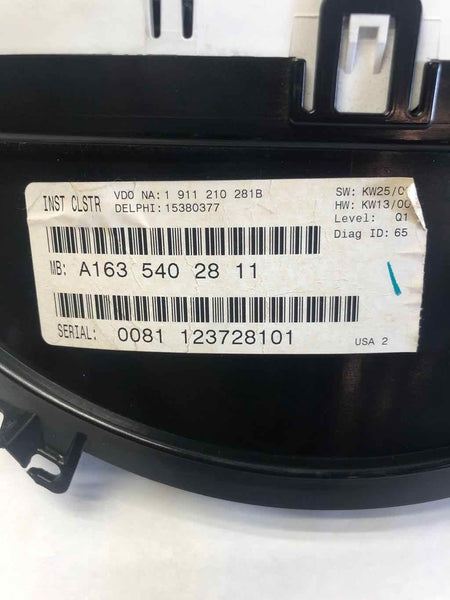 INST CLSTR
VDO NA: 1 911 210 281B
DELPHI: 15380377
SW: KW25/0
HW: KW13/00
Level: Q1
Diag ID: 65
MB: A163 540 28 11
SERIAL: 0081 123728101
USA 2